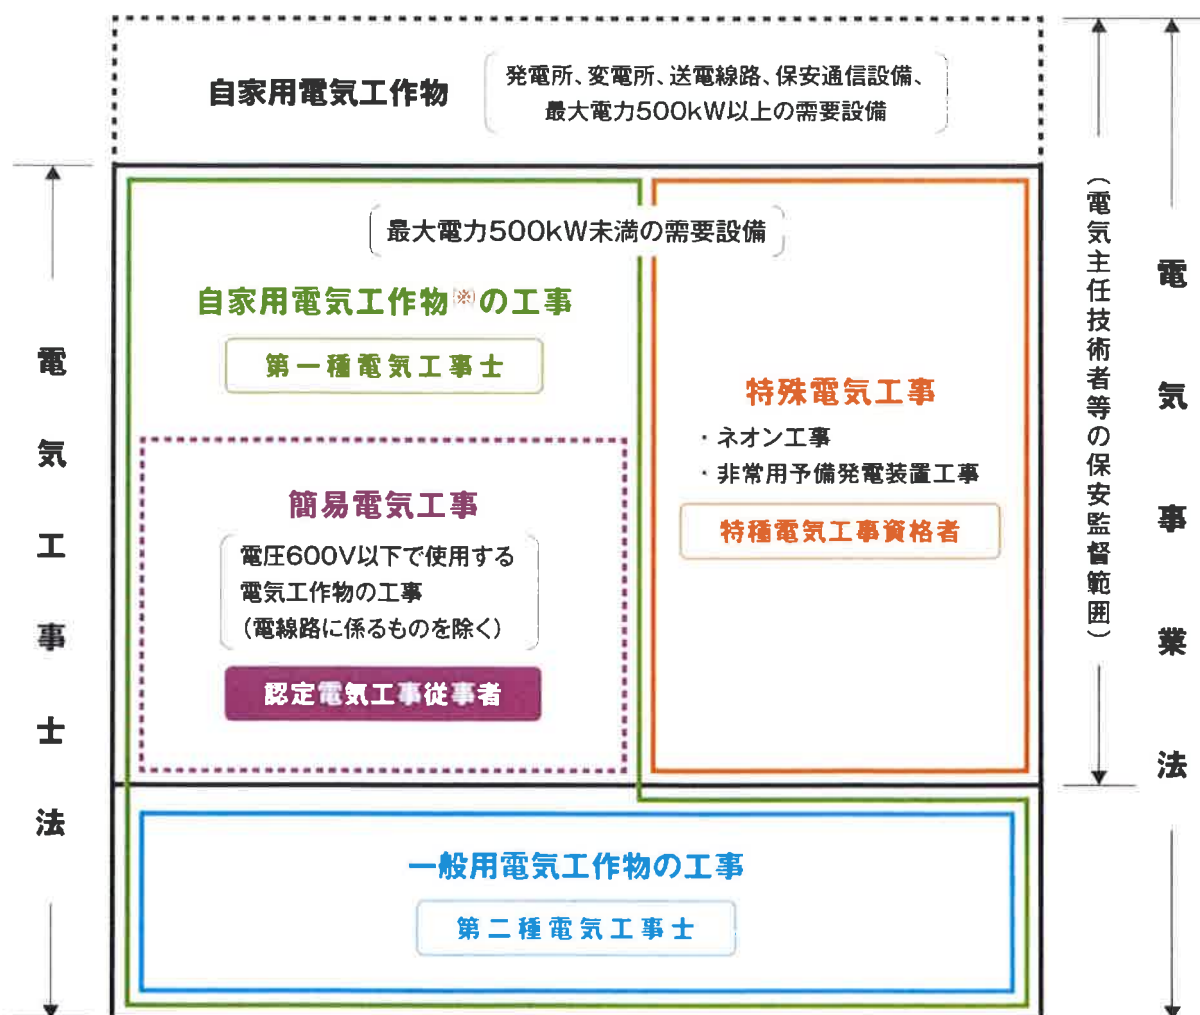 自家用電気工作物
発電所、変電所、送電線路、保安通信設備、
最大電力500kW以上の需要設備
最大電力500kW未満の需要設備
自家用電気工作物※の工事
第一種電気工事士
簡易電気工事
電圧600V以下で使用する
電気工作物の工事
(電線路に係るものを除く)
認定電気工事従事者
特殊電気工事
・ネオン工事
・非常用予備発電装置工事
特種電気工事資格者
一般用電気工作物の工事
第二種電気工事士
電気工事士法
(電気主任技術者等の保安監督範囲)
電気事業法